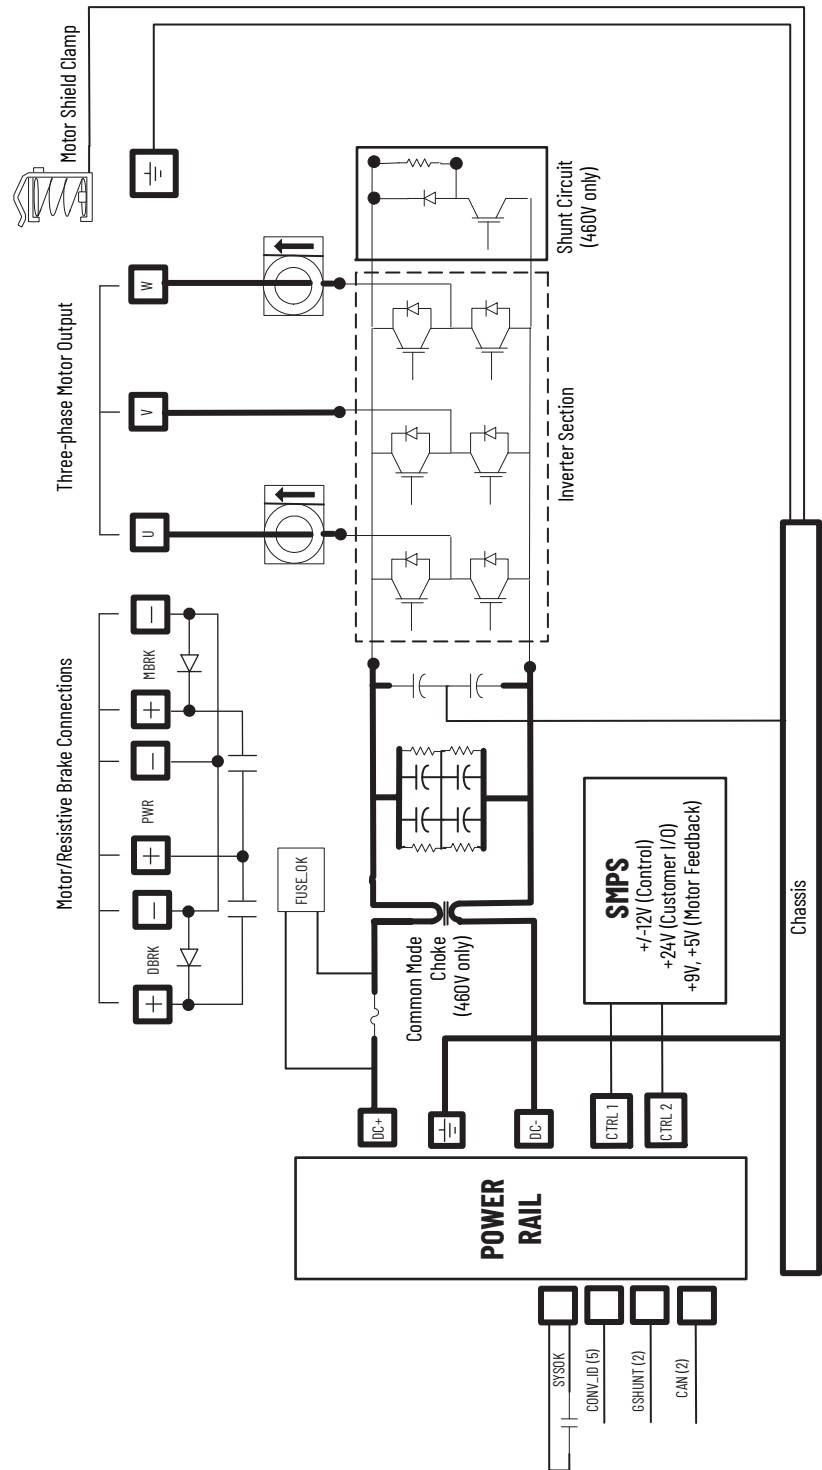 Motor/Resistive Brake Connections
DBRK
PWR
MBRK
Three-phase Motor Output
U
V
W
Motor Shield Clamp
FUSE_OK
DC+
DC-
Common Mode
Choke
(460V only)
Inverter Section
Shunt Circuit
(460V only)
POWER
RAIL
CTRL 1
CTRL 2
SMPS
+/-12V (Control)
+24V (Customer I/O)
+9V, +5V (Motor Feedback)
SYSOK
CONV_ID (5)
GSHUNT (2)
CAN (2)
Chassis